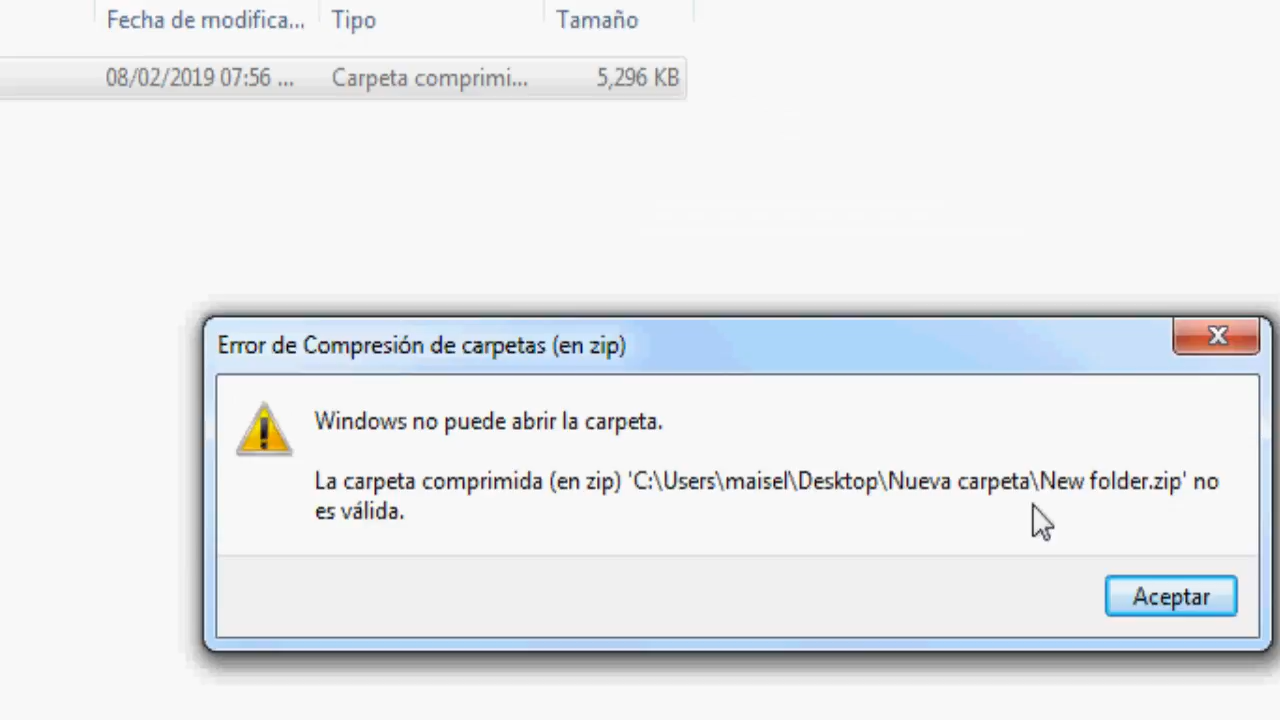 Fecha de modifica... Tipo Tamaño
08/02/2019 07:56 ... Carpeta comprimi... 5,296 KB
Error de Compresión de carpetas (en zip)
Windows no puede abrir la carpeta.
La carpeta comprimida (en zip) 'C:\Users\maisel\Desktop\Nueva carpeta\New folder.zip' no
es válida.
Aceptar